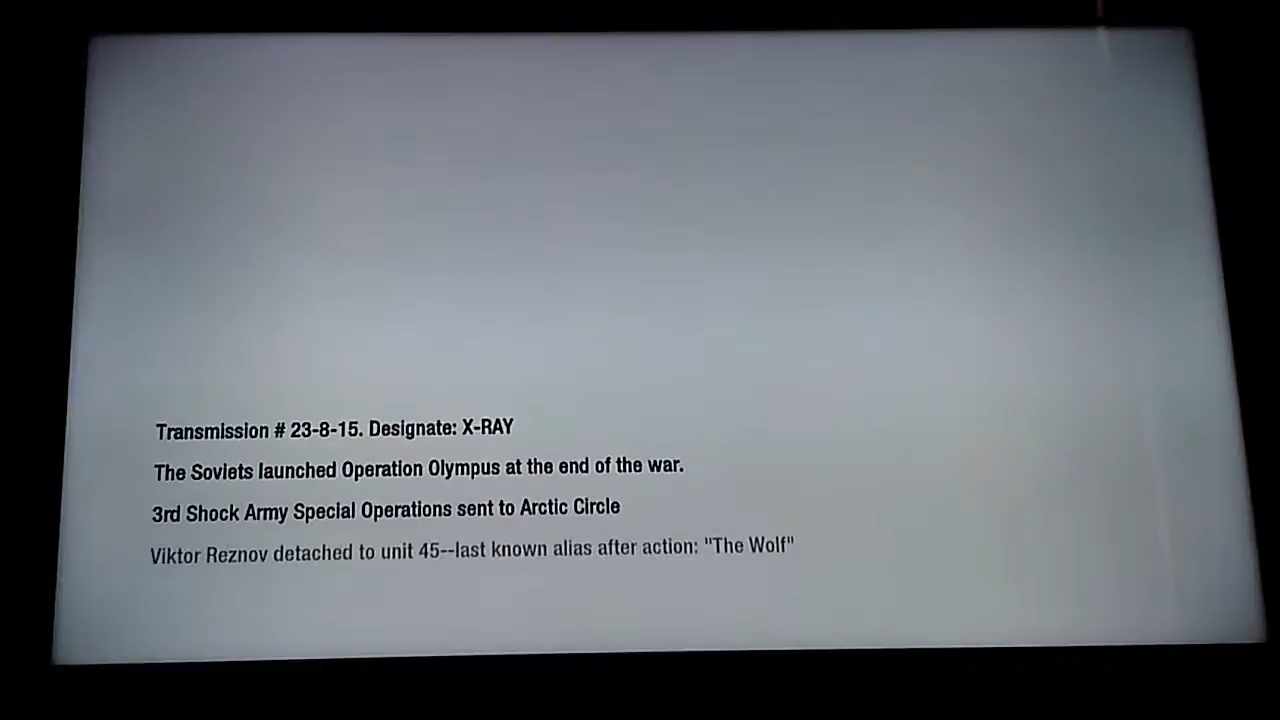 Transmission # 23-8-15. Designate: X-RAY
The Soviets launched Operation Olympus at the end of the war.
3rd Shock Army Special Operations sent to Arctic Circle
Viktor Reznov detached to unit 45--last known alias after action: "The Wolf"